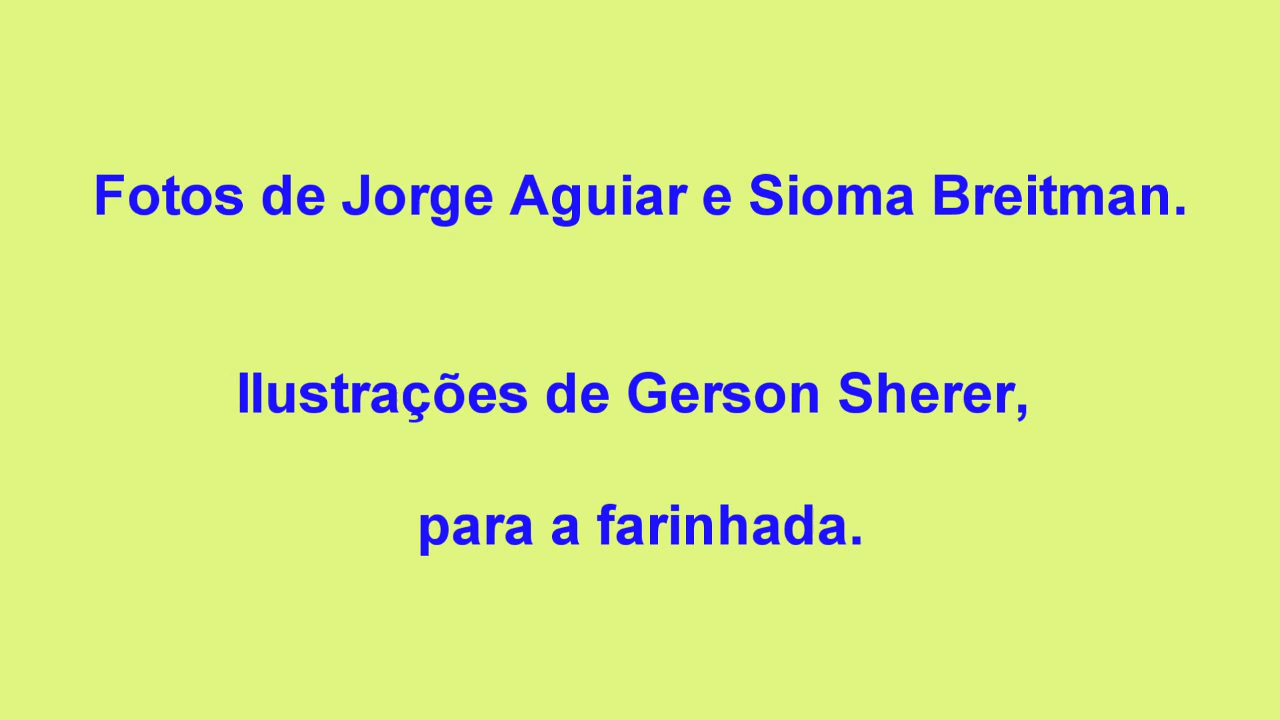 Fotos de Jorge Aguiar e Sioma Breitman.
Ilustrações de Gerson Sherer,
para a farinhada.